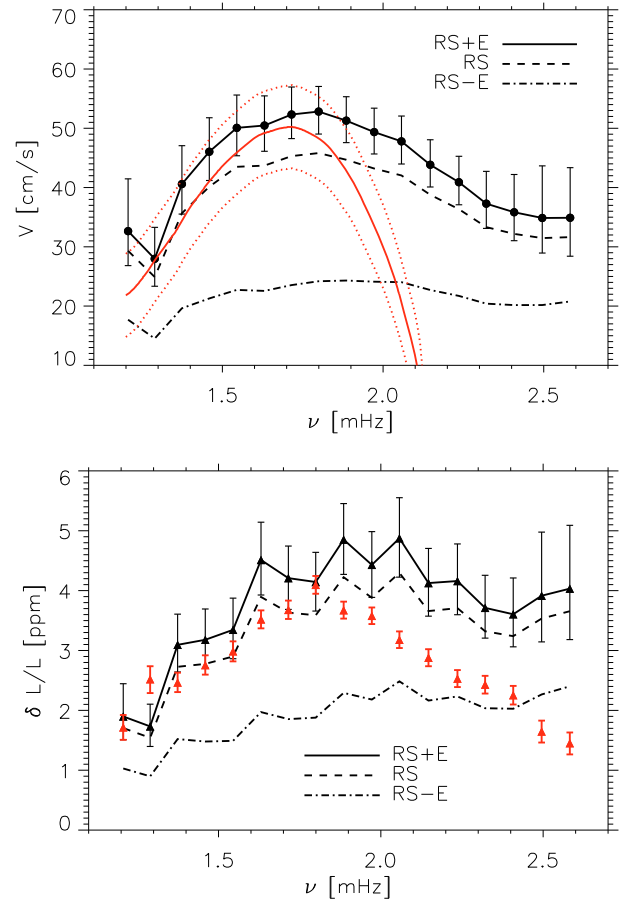 70
60
50
40
30
20
10
V [cm/s]
RS+E
RS
RS−E
1.5 2.0 2.5
ν [mHz]
6
5
4
3
2
1
0
δ L/L [ppm]
RS+E
RS
RS−E
1.5 2.0 2.5
ν [mHz]